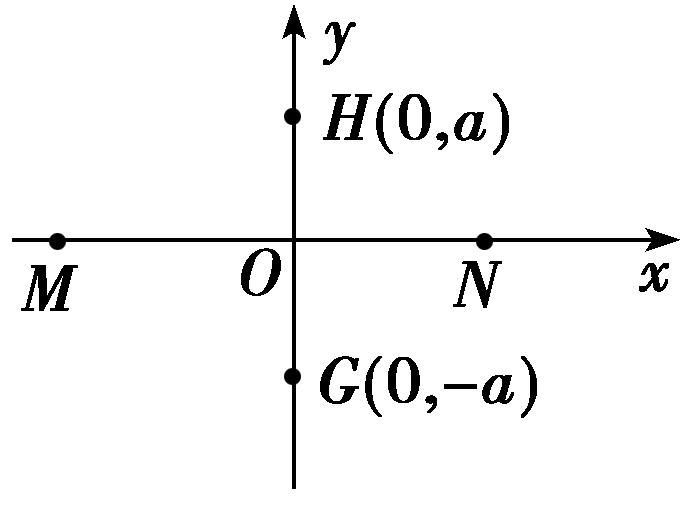 y
H(0,a)
M O N x
G(0,-a)